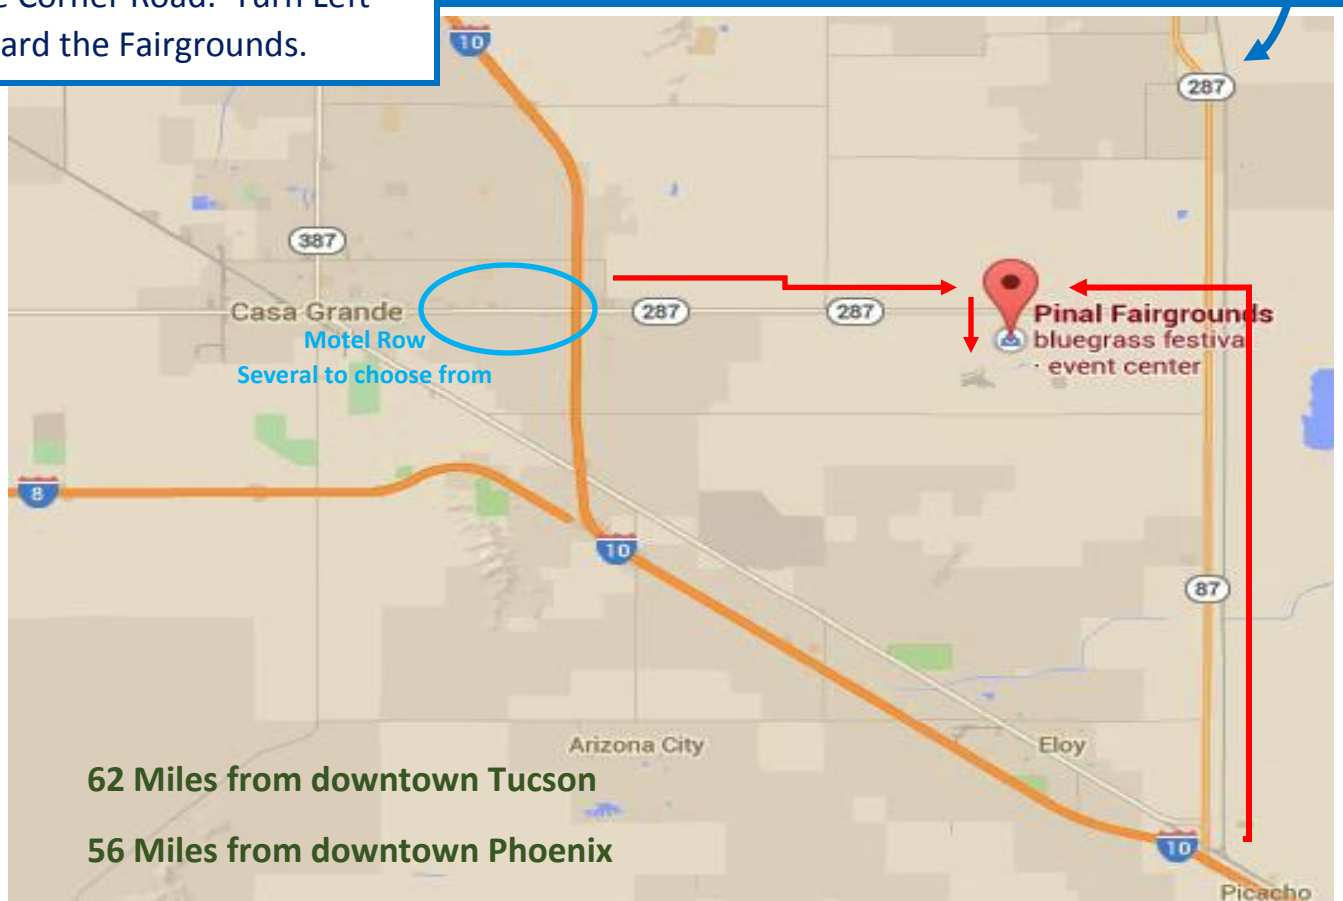 e Corner Road. Turn Left
ard the Fairgrounds.
10
287
387
Casa Grande
287
287
Motel Row
Several to choose from
Pinal Fairgrounds
bluegrass festival
event center
8
10
87
Arizona City
Eloy
62 Miles from downtown Tucson
56 Miles from downtown Phoenix
10
Picacho